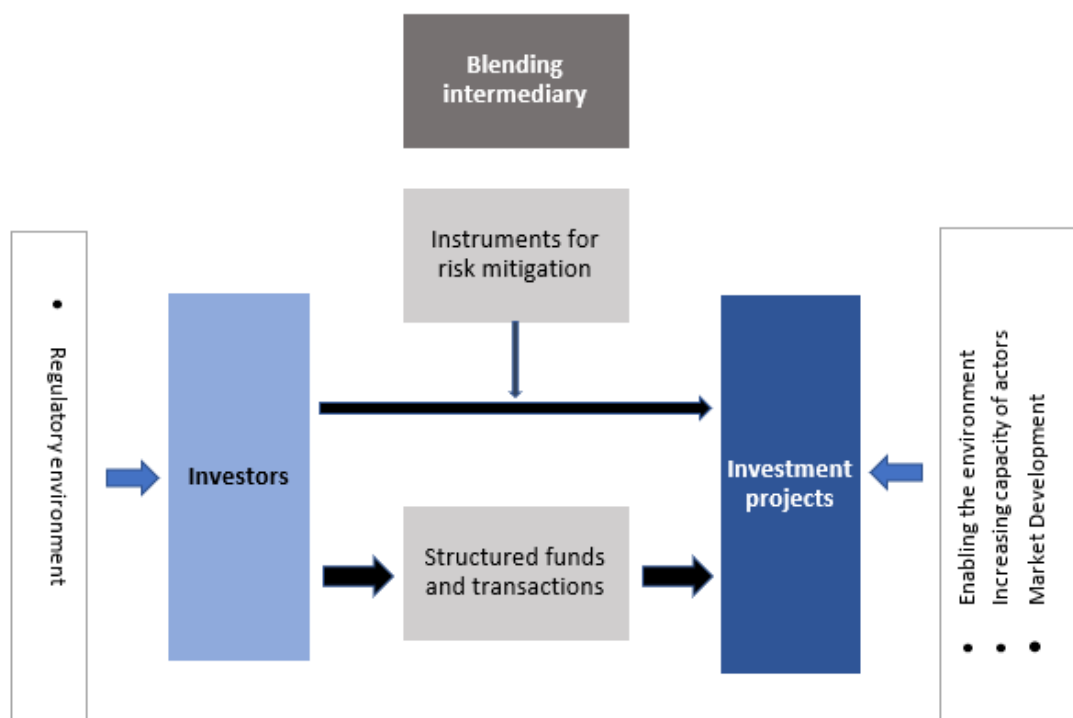 Blending
intermediary
Instruments for
risk mitigation
• Regulatory environment
Investors
Investment
projects
Structured funds
and transactions
• Enabling the environment
• Increasing capacity of actors
• Market Development